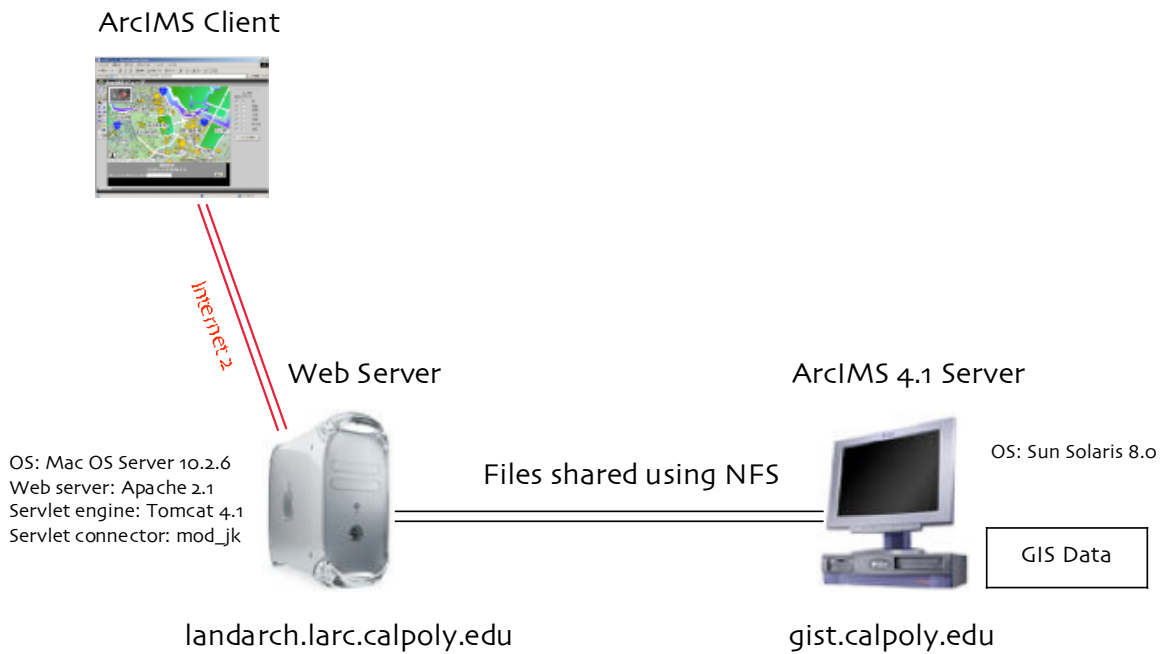 ArcIMS Client
Internet 2
Web Server
ArcIMS 4.1 Server
OS: Mac OS Server 10.2.6
Web server: Apache 2.1
Servlet engine: Tomcat 4.1
Servlet connector: mod_jk
Files shared using NFS
OS: Sun Solaris 8.0
GIS Data
landarch.larc.calpoly.edu
gist.calpoly.edu